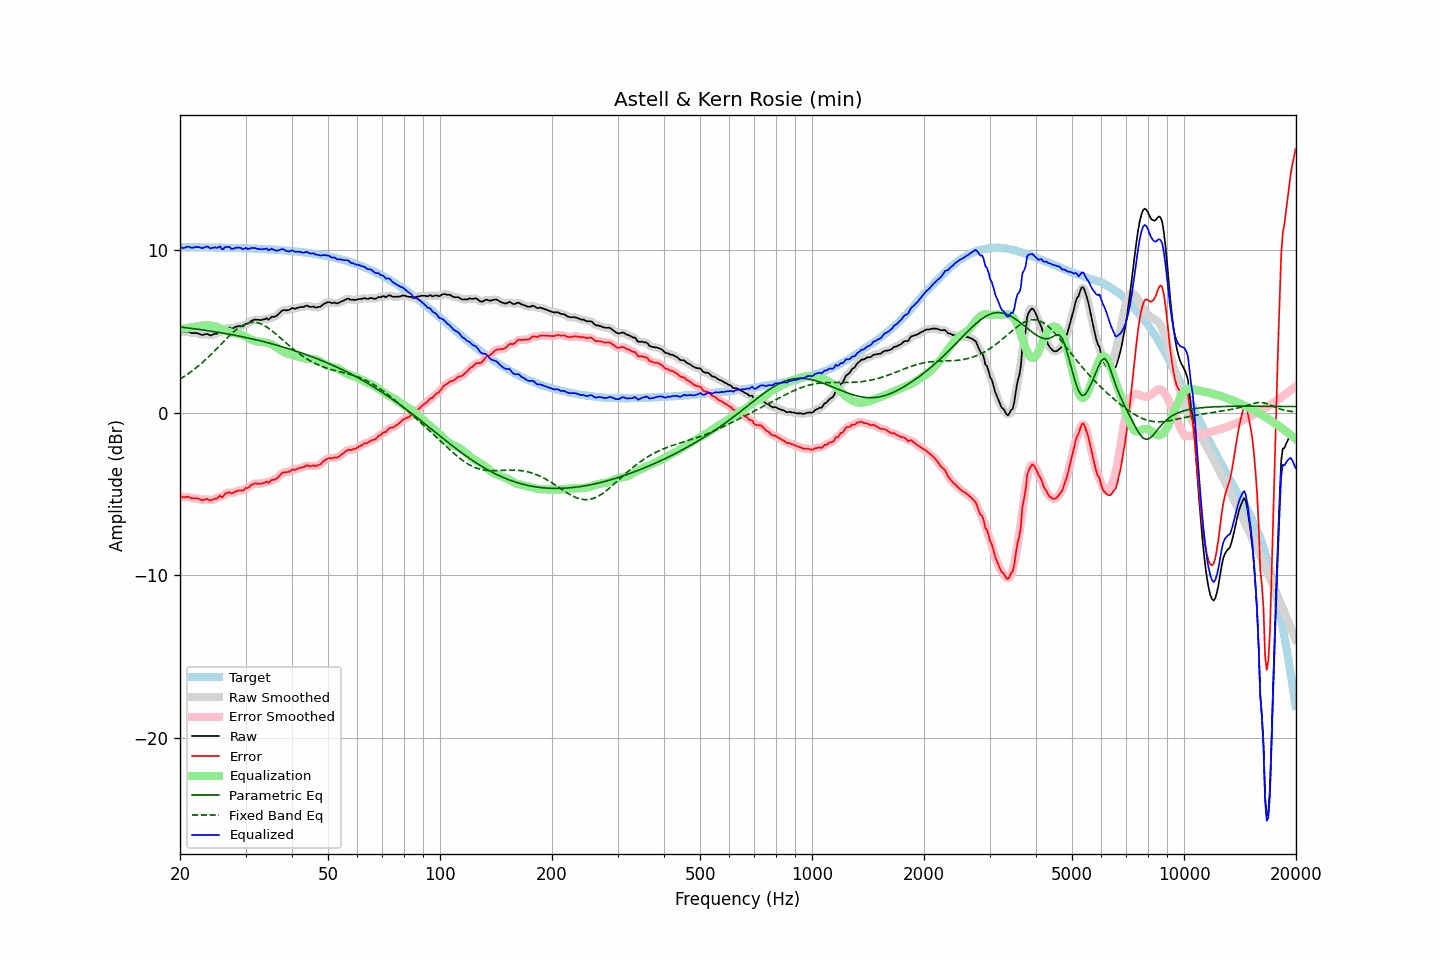 Astell & Kern Rosie (min)
Amplitude (dBr)
10
0
−10
−20
Target
Raw Smoothed
Error Smoothed
Raw
Error
Equalization
Parametric Eq
Fixed Band Eq
Equalized
20
50
100
200
500
1000
2000
5000
10000
20000
Frequency (Hz)